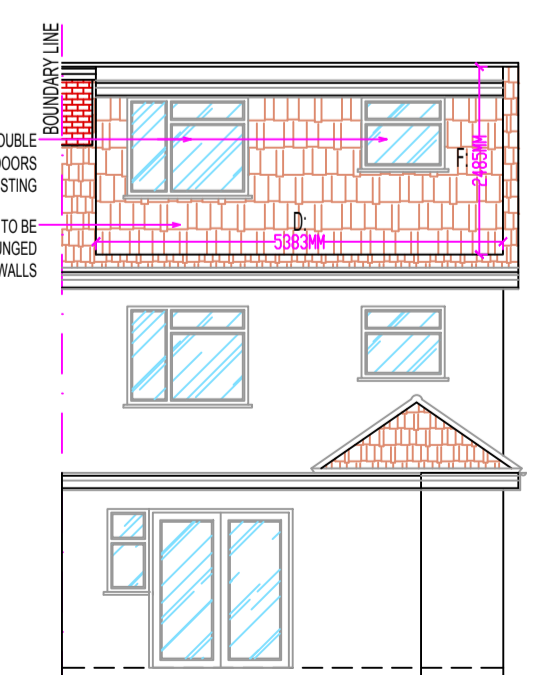 BOUNDARY LINE
OUBLE
DOORS
STING
TO BE
UNGED
WALLS
F:
2485MM
D:
5383MM